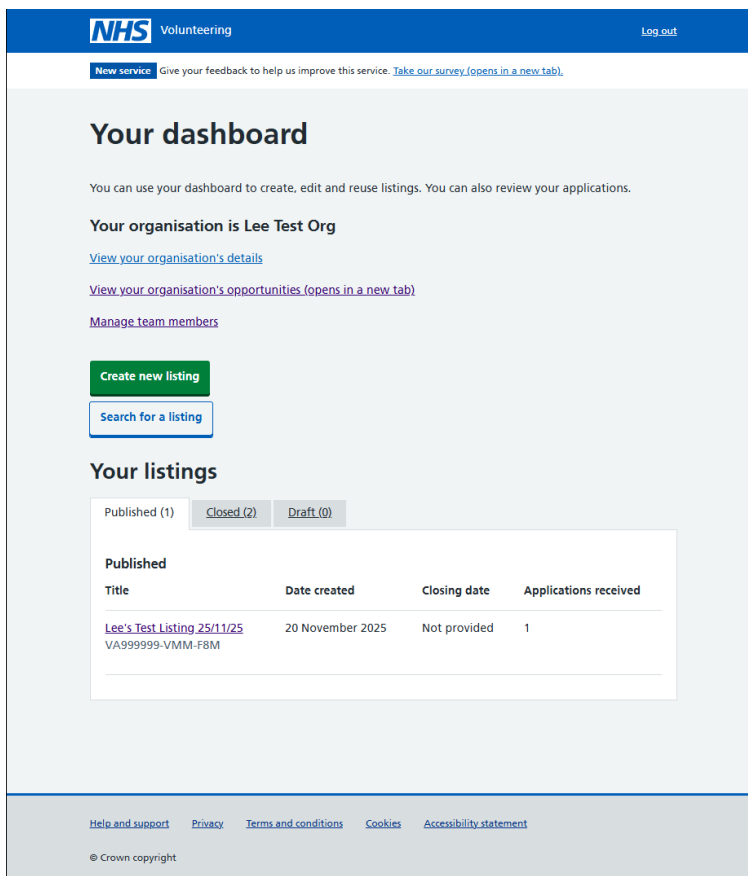 NHS Volunteering Log out
New service Give your feedback to help us improve this service. Take our survey (opens in a new tab).
Your dashboard
You can use your dashboard to create, edit and reuse listings. You can also review your applications.
Your organisation is Lee Test Org
View your organisation's details
View your organisation's opportunities (opens in a new tab)
Manage team members
Create new listing
Search for a listing
Your listings
Published (1) Closed (2) Draft (0)
Published
Title Date created Closing date Applications received
Lee's Test Listing 25/11/25 20 November 2025 Not provided 1
VA999999-VMM-F8M
Help and support Privacy Terms and conditions Cookies Accessibility statement
© Crown copyright